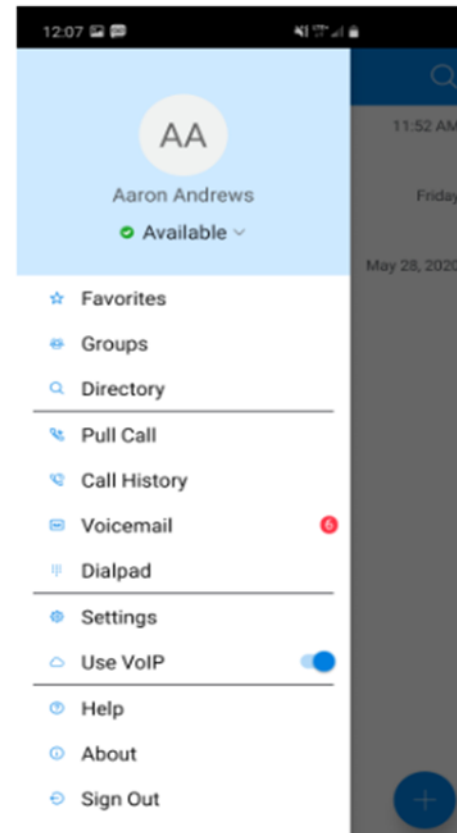 12:07
11:52 AM
AA
Aaron Andrews
Friday
Available
May 28, 2020
Favorites
Groups
Directory
Pull Call
Call History
Voicemail 6
Dialpad
Settings
Use VoIP
Help
About
Sign Out